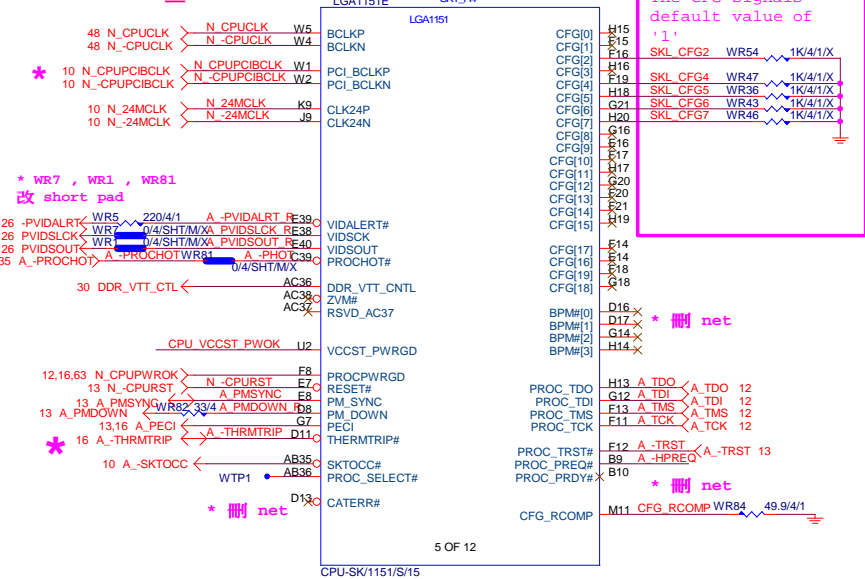 LGA1151E
LGA1151
The CFG signals
default value of
'1'
48 N_CPUCLK N_CPUCLK W5 BCLKP
48 N_-CPUCLK N_-CPUCLK W4 BCLKN
* 10 N_CPUPCIBCLK N_CPUPCIBCLK W1 PCI_BCLKP
10 N_-CPUPCIBCLK N_-CPUPCIBCLK W2 PCI_BCLKN
10 N_24MCLK N_24MCLK K9 CLK24P
10 N_-24MCLK N_-24MCLK J9 CLK24N
* WR7 , WR1 , WR81
改 short pad
26 -PVIDALRT WR5 220/4/1 A_-PVIDALRT_R E39 VIDALERT#
26 PVIDSLCK WR7 0/4/SHT/M/X A_PVIDSLCK_R E38 VIDSCK
26 PVIDSOUT WR1 0/4/SHT/M/X A_PVIDSOUT_R E40 VIDSOUT
35 A_-PROCHOT A_-PROCHOT WR81 0/4/SHT/M/X A_-PHOT C39 PROCHOT#
30 DDR_VTT_CTL AC36 DDR_VTT_CNTL
AC38 ZVM#
AC37 RSVD_AC37
CPU_VCCST_PWOK U2 VCCST_PWRGD
12,16,63 N_CPUPWROK F8 PROCPWRGD
13 N_-CPURST N_-CPURST E7 RESET#
13 A_PMSYNC A_PMSYNC E8 PM_SYNC
13 A_PMDOWN WR82 33/4 A_PMDOWN_R D8 PM_DOWN
13,16 A_PECI G7 PECI
* 16 A_-THRMTRIP A_-THRMTRIP D11 THERMTRIP#
10 A_-SKTOCC AB35 SKTOCC#
WTP1 AB36 PROC_SELECT#
* 刪 net D13 CATERR#
CFG[0] H15
CFG[1] F15
CFG[2] F16 SKL_CFG2 WR54 1K/4/1/X
CFG[3] H16
CFG[4] F19 SKL_CFG4 WR47 1K/4/1/X
CFG[5] H18 SKL_CFG5 WR36 1K/4/1/X
CFG[6] G21 SKL_CFG6 WR43 1K/4/1/X
CFG[7] H20 SKL_CFG7 WR46 1K/4/1/X
CFG[8] G16
CFG[9] E16
CFG[10] F17
CFG[11] H17
CFG[12] G20
CFG[13] F20
CFG[14] F21
CFG[15] H19
CFG[17] F14
CFG[16] E14
CFG[19] F18
CFG[18] G18
BPM#[0] D16
BPM#[1] D17 * 刪 net
BPM#[2] G14
BPM#[3] H14
PROC_TDO H13 A_TDO A_TDO 12
PROC_TDI G12 A_TDI A_TDI 12
PROC_TMS F13 A_TMS A_TMS 12
PROC_TCK F11 A_TCK A_TCK 12
PROC_TRST# F12 A_-TRST A_-TRST 13
PROC_PREQ# B9 A_-HPREQ
PROC_PRDY# B10
* 刪 net
CFG_RCOMP M11 CFG_RCOMP WR84 49.9/4/1
5 OF 12
CPU-SK/1151/S/15